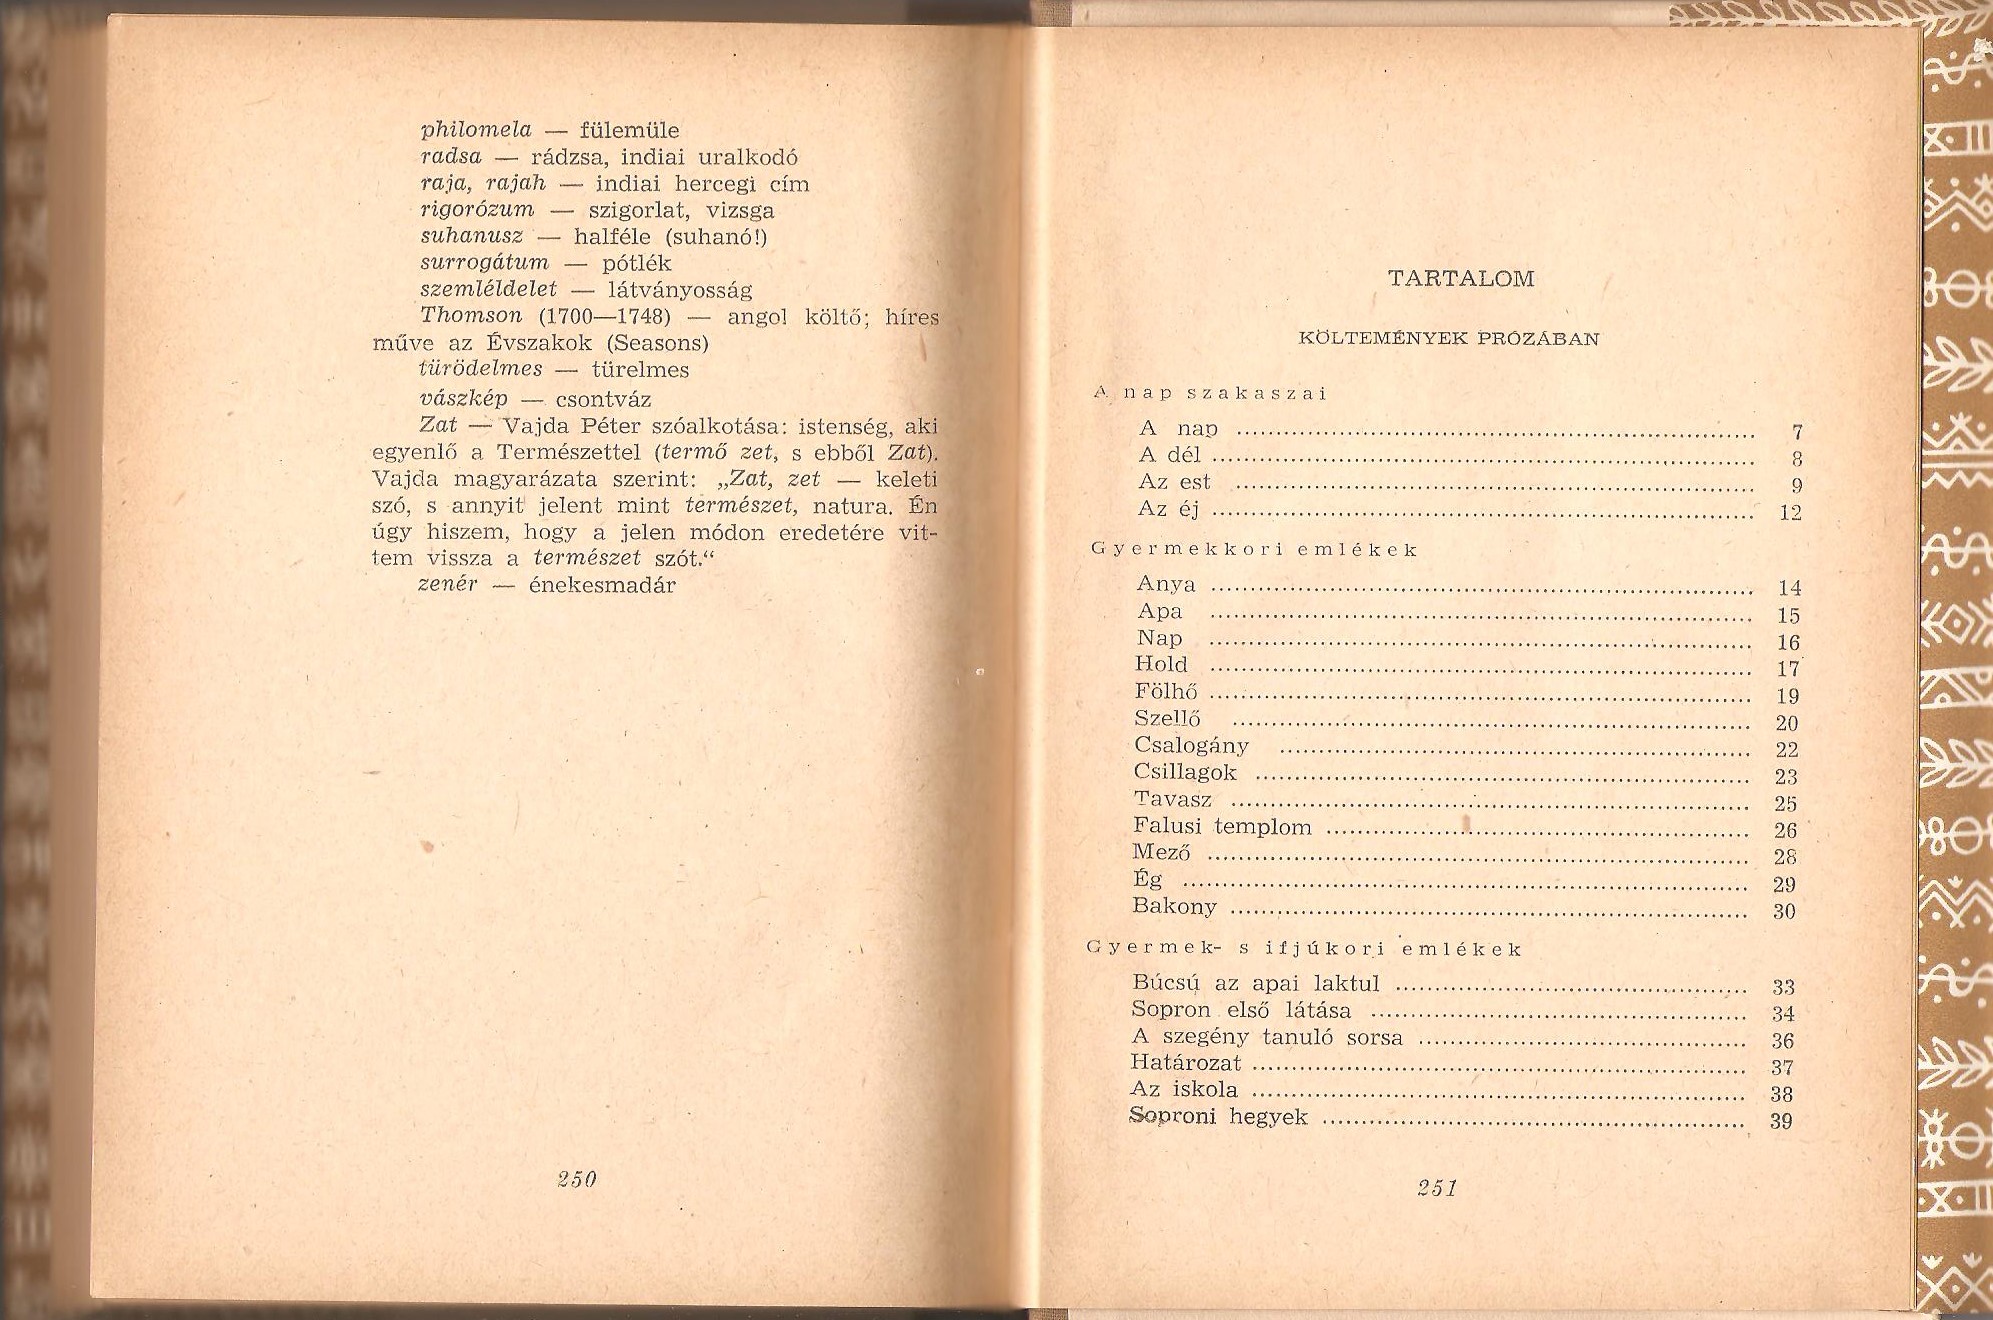 philomela — fülemüle
radsa — rádzsa, indiai uralkodó
raja, rajah — indiai hercegi cím
rigorózum — szigorlat, vizsga
suhanusz — halféle (suhanó!)
surrogátum — pótlék
szemléldelet — látványosság
Thomson (1700—1748) — angol költő; híres
műve az Évszakok (Seasons)
türödelmes — türelmes
vászkép — csontváz
Zat — Vajda Péter szóalkotása: istenség, aki
egyenlő a Természettel (termő zet, s ebből Zat).
Vajda magyarázata szerint: „Zat, zet — keleti
szó, s annyit jelent mint természet, natura. Én
úgy hiszem, hogy a jelen módon eredetére vit-
tem vissza a természet szót.“
zenér — énekesmadár
250
TARTALOM
KÖLTEMÉNYEK PRÓZÁBAN
A nap szakaszai
A nap 7
A dél 8
Az est 9
Az éj 12
Gyermekkori emlékek
Anya 14
Apa 15
Nap 16
Hold 17
Fölhő 19
Szellő 20
Csalogány 22
Csillagok 23
Tavasz 25
Falusi templom 26
Mező 28
Ég 29
Bakony 30
Gyermek- s ifjúkori emlékek
Búcsú az apai laktul 33
Sopron első látása 34
A szegény tanuló sorsa 36
Határozat 37
Az iskola 38
Soproni hegyek 39
251